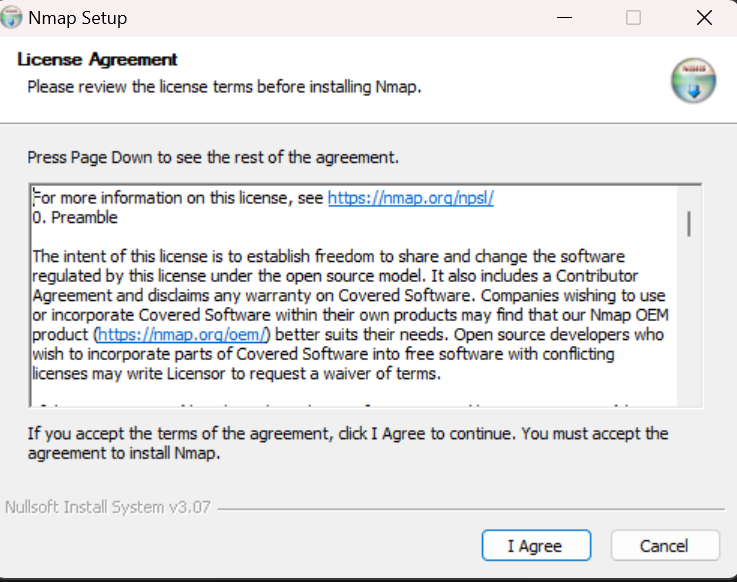 Nmap Setup
License Agreement
Please review the license terms before installing Nmap.
Press Page Down to see the rest of the agreement.
For more information on this license, see https://nmap.org/npsl/
0. Preamble
The intent of this license is to establish freedom to share and change the software
regulated by this license under the open source model. It also includes a Contributor
Agreement and disclaims any warranty on Covered Software. Companies wishing to use
or incorporate Covered Software within their own products may find that our Nmap OEM
product (https://nmap.org/oem/) better suits their needs. Open source developers who
wish to incorporate parts of Covered Software into free software with conflicting
licenses may write Licensor to request a waiver of terms.
If you accept the terms of the agreement, click I Agree to continue. You must accept the
agreement to install Nmap.
Nullsoft Install System v3.07
I Agree
Cancel